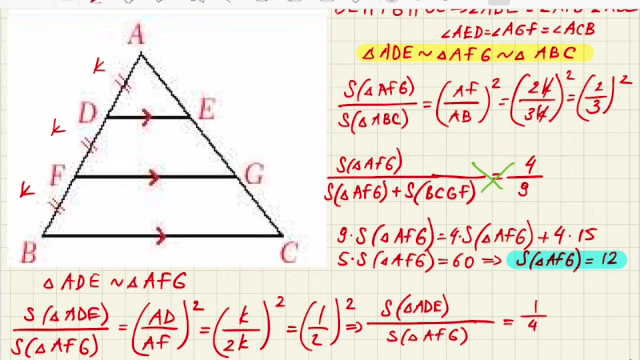 ∠AED=∠AGF=∠ACB
△ADE ~ △AFG ~ △ABC
S(△AFG)/S(△ABC) = (AF/AB)² = (2k/3k)² = (2/3)²
S(△AFG)/(S(△AFG)+S(BCGF)) = 4/9
9·S(△AFG)=4·S(△AFG)+4·15
5·S(△AFG)=60 ⇒ S(△AFG)=12
A
k
D
E
k
F
G
k
B
C
△ADE ~ △AFG
S(△ADE)/S(△AFG) = (AD/AF)² = (k/2k)² = (1/2)² ⇒ S(△ADE)/S(△AFG) = 1/4